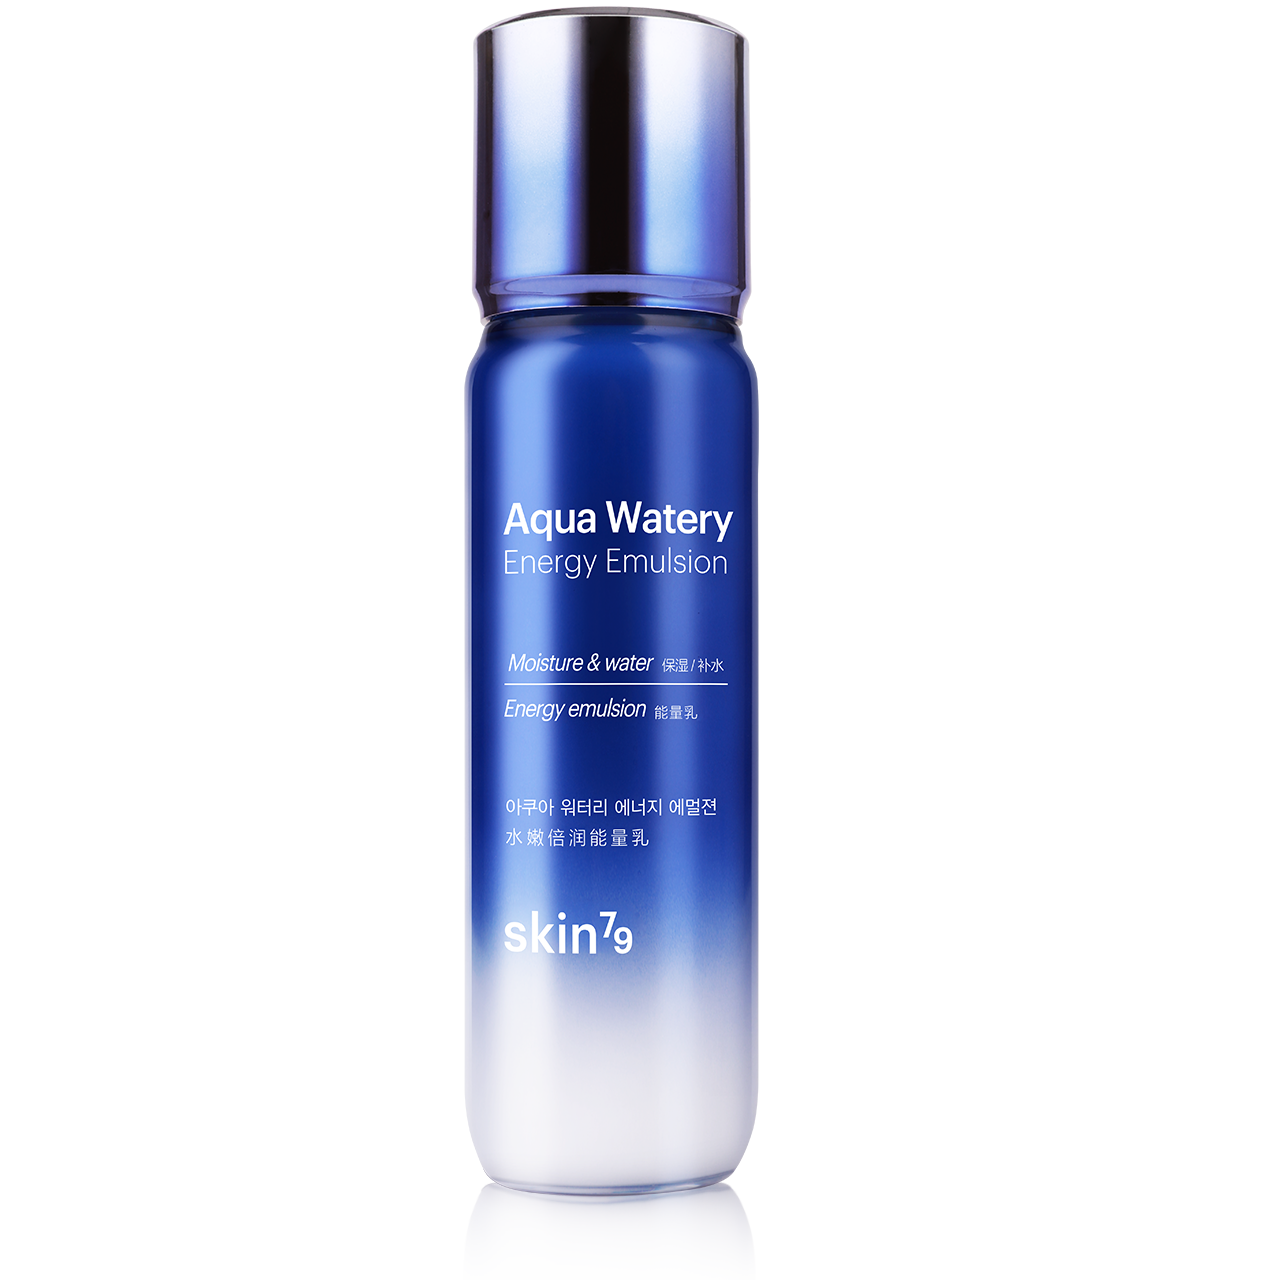 Aqua Watery
Energy Emulsion
Moisture & water 保湿 / 补水
Energy emulsion 能量乳
아쿠아 워터리 에너지 에멀젼
水嫩倍润能量乳
skin79